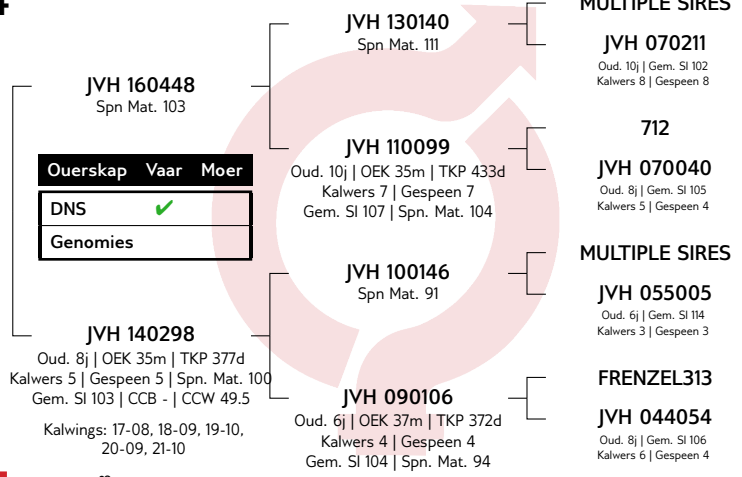 4
JVH 160448
Spn Mat. 103
Ouerskap Vaar Moer
DNS ✔
Genomies
JVH 140298
Oud. 8j | OEK 35m | TKP 377d
Kalwers 5 | Gespeen 5 | Spn. Mat. 100
Gem. SI 103 | CCB - | CCW 49.5
Kalwings: 17-08, 18-09, 19-10,
20-09, 21-10
JVH 130140
Spn Mat. 111
JVH 110099
Oud. 10j | OEK 35m | TKP 433d
Kalwers 7 | Gespeen 7
Gem. SI 107 | Spn. Mat. 104
JVH 100146
Spn Mat. 91
JVH 090106
Oud. 6j | OEK 37m | TKP 372d
Kalwers 4 | Gespeen 4
Gem. SI 104 | Spn. Mat. 94
MULTIPLE SIRES
JVH 070211
Oud. 10j | Gem. SI 102
Kalwers 8 | Gespeen 8
712
JVH 070040
Oud. 8j | Gem. SI 105
Kalwers 5 | Gespeen 4
MULTIPLE SIRES
JVH 055005
Oud. 6j | Gem. SI 114
Kalwers 3 | Gespeen 3
FRENZEL313
JVH 044054
Oud. 8j | Gem. SI 106
Kalwers 6 | Gespeen 4